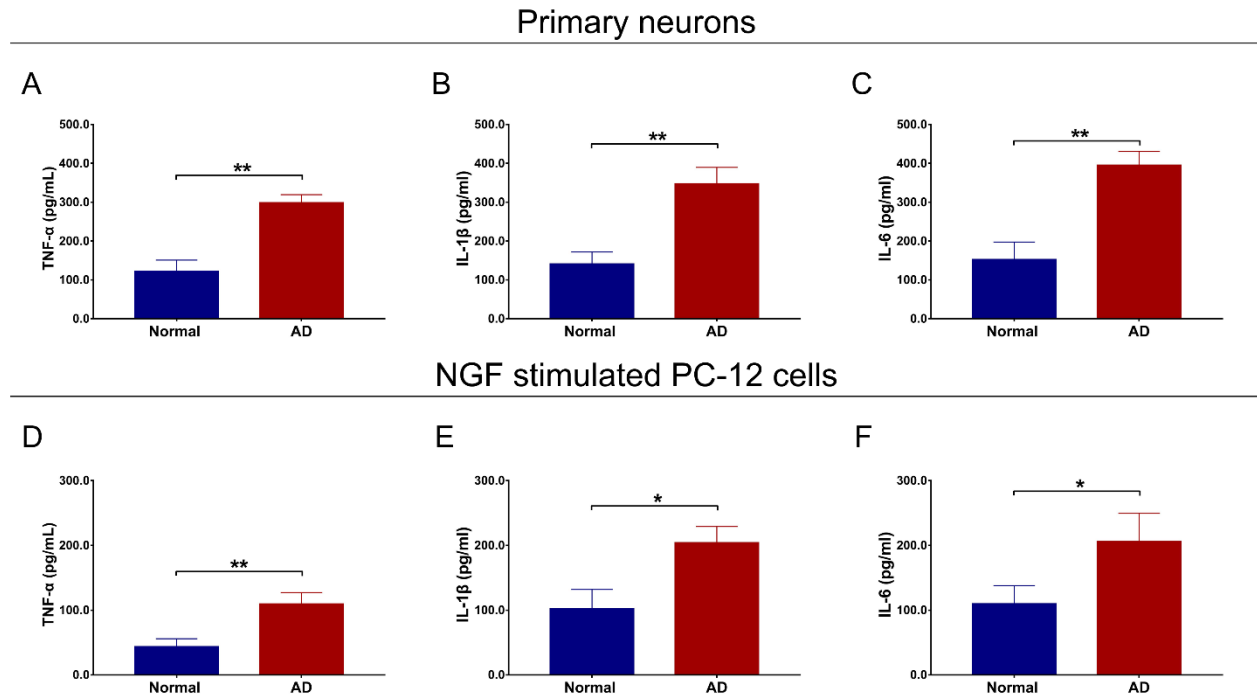 Primary neurons
A
B
C
TNF-α (pg/mL)
500.0
400.0
300.0
200.0
100.0
0.0
**
Normal AD
IL-1β (pg/ml)
500.0
400.0
300.0
200.0
100.0
0.0
**
Normal AD
IL-6 (pg/ml)
500.0
400.0
300.0
200.0
100.0
0.0
**
Normal AD
NGF stimulated PC-12 cells
D
E
F
TNF-α (pg/mL)
300.0
200.0
100.0
0.0
**
Normal AD
IL-1β (pg/ml)
300.0
200.0
100.0
0.0
*
Normal AD
IL-6 (pg/ml)
300.0
200.0
100.0
0.0
*
Normal AD